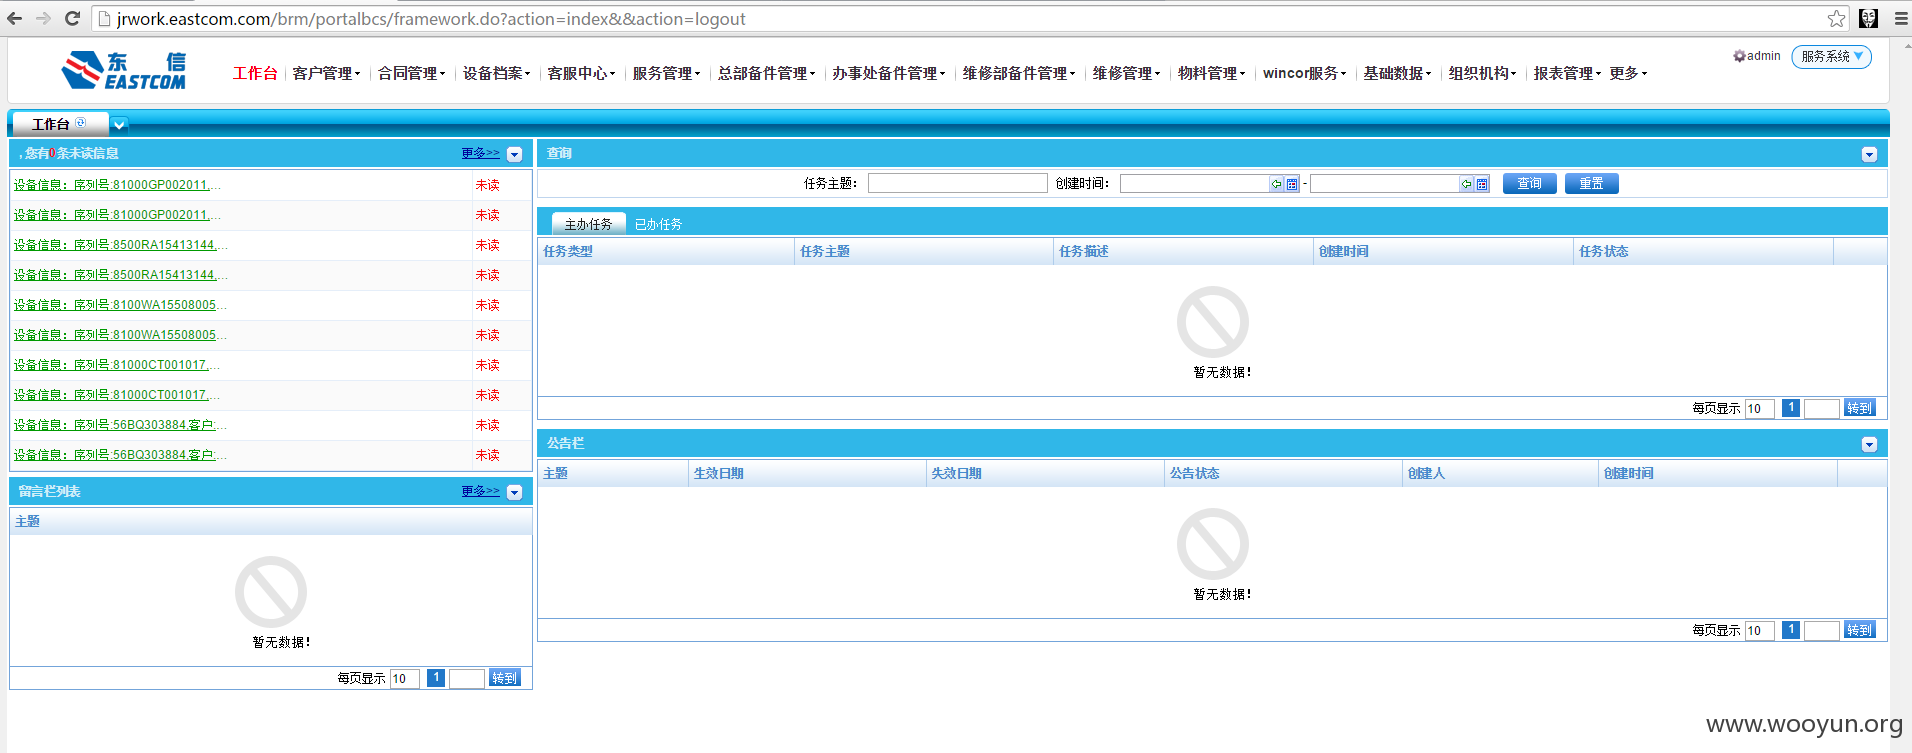 jrwork.eastcom.com/brm/portalbcs/framework.do?action=index&&action=logout
东 信
EASTCOM
工作台 客户管理 合同管理 设备档案 客服中心 服务管理 总部备件管理 办事处备件管理 维修部备件管理 维修管理 物料管理 wincor服务 基础数据 组织机构 报表管理 更多
admin 服务系统
工作台
,您有0条未读信息 更多>>
设备信息：序列号:81000GP002011,... 未读
设备信息：序列号:81000GP002011,... 未读
设备信息：序列号:8500RA15413144,... 未读
设备信息：序列号:8500RA15413144,... 未读
设备信息：序列号:8100WA15508005... 未读
设备信息：序列号:8100WA15508005... 未读
设备信息：序列号:81000CT001017,... 未读
设备信息：序列号:81000CT001017,... 未读
设备信息：序列号:56BQ303884,客户:... 未读
设备信息：序列号:56BQ303884,客户:... 未读
留言栏列表 更多>>
主题
暂无数据！
每页显示 10 1 转到
查询
任务主题： 创建时间： - 查询 重置
主办任务 已办任务
任务类型 任务主题 任务描述 创建时间 任务状态
暂无数据！
每页显示 10 1 转到
公告栏
主题 生效日期 失效日期 公告状态 创建人 创建时间
暂无数据！
每页显示 10 1 转到
www.wooyun.org